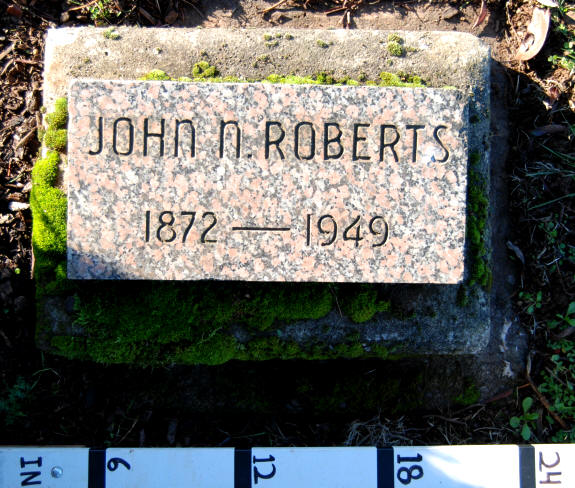 JOHN N. ROBERTS
1872 — 1949
IN 6 12 18 24